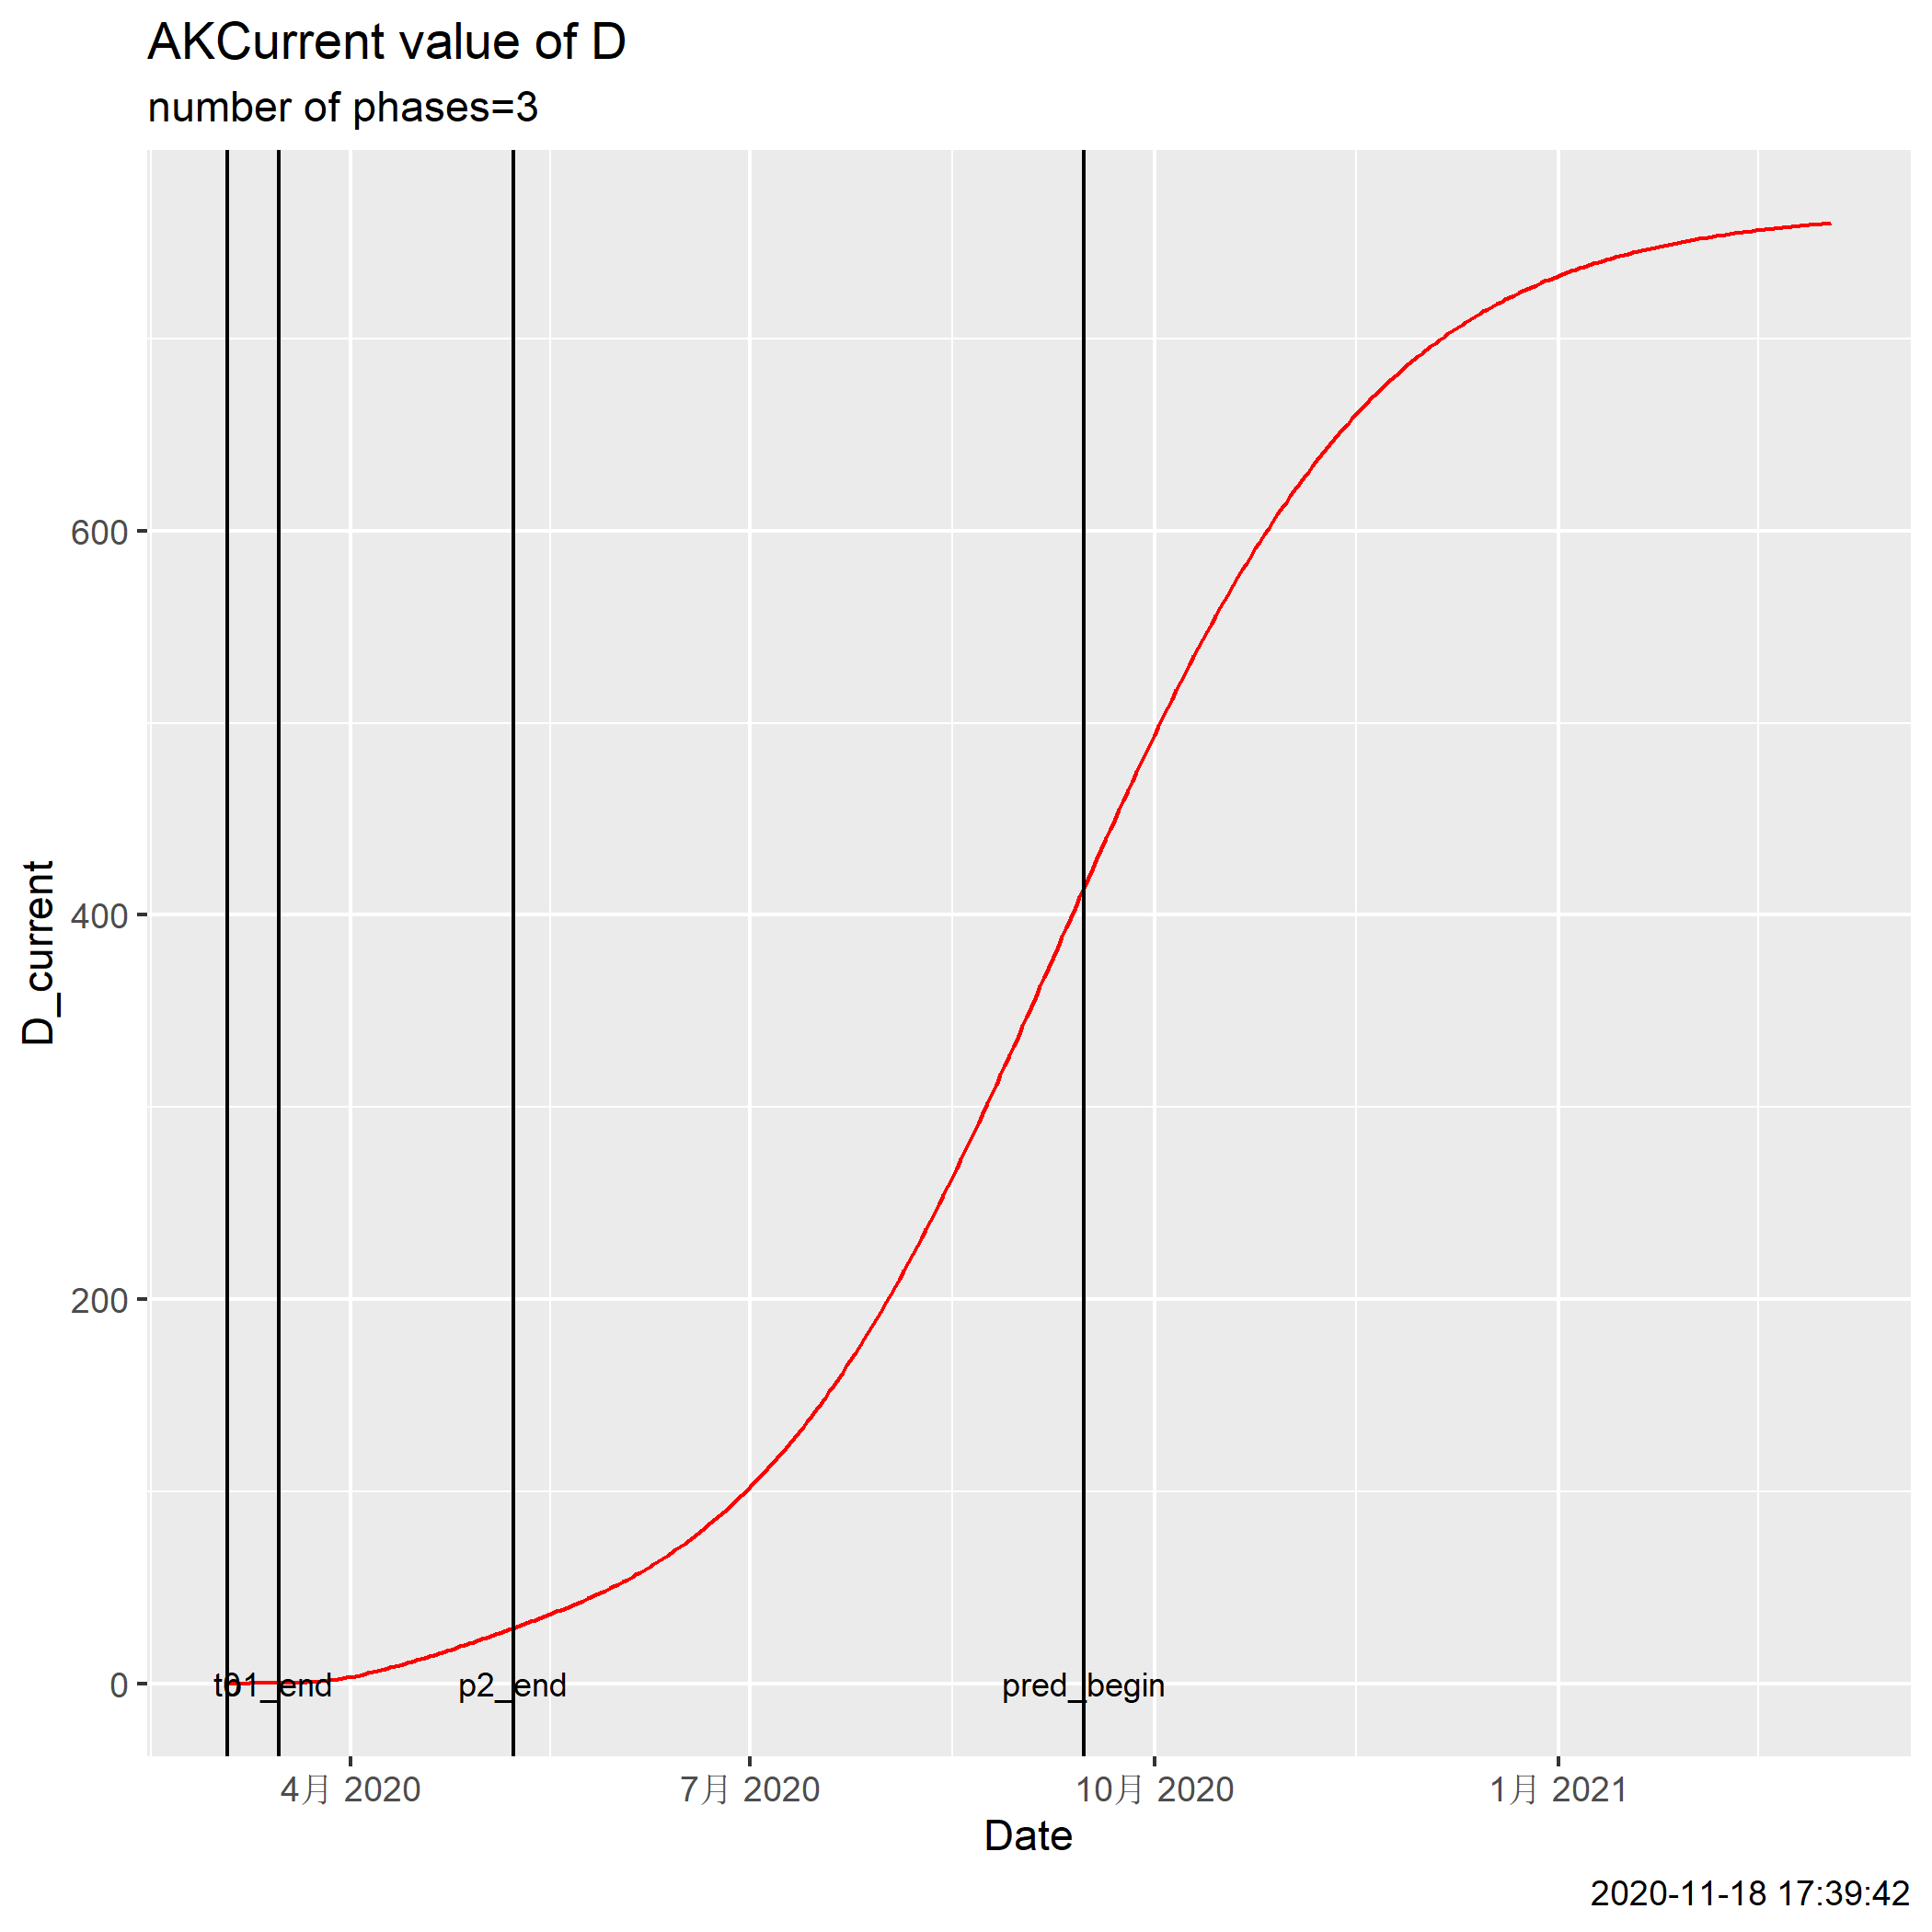 AKCurrent value of D
number of phases=3
D_current
600
400
200
0
p2_end
pred_begin
4月 2020
7月 2020
10月 2020
1月 2021
Date
2020-11-18 17:39:42